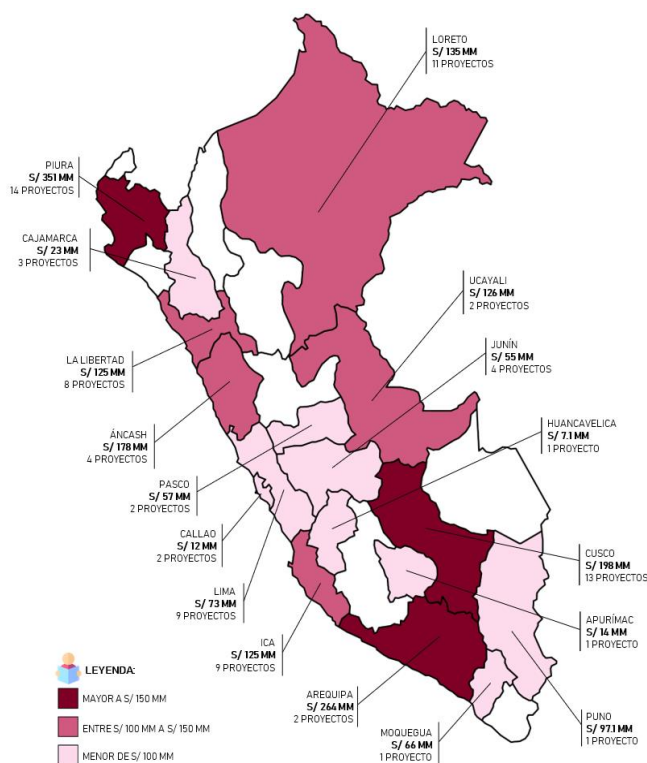 LORETO
S/ 135 MM
11 PROYECTOS
PIURA
S/ 351 MM
14 PROYECTOS
CAJAMARCA
S/ 23 MM
3 PROYECTOS
UCAYALI
S/ 126 MM
2 PROYECTOS
JUNÍN
S/ 55 MM
4 PROYECTOS
LA LIBERTAD
S/ 125 MM
8 PROYECTOS
HUANCAVELICA
S/ 7.1 MM
1 PROYECTO
ÁNCASH
S/ 178 MM
4 PROYECTOS
PASCO
S/ 57 MM
2 PROYECTOS
CALLAO
S/ 12 MM
2 PROYECTOS
CUSCO
S/ 198 MM
13 PROYECTOS
LIMA
S/ 73 MM
9 PROYECTOS
APURÍMAC
S/ 14 MM
1 PROYECTO
ICA
S/ 125 MM
9 PROYECTOS
AREQUIPA
S/ 264 MM
2 PROYECTOS
PUNO
S/ 97.1 MM
1 PROYECTO
MOQUEGUA
S/ 66 MM
1 PROYECTO
LEYENDA:
MAYOR A S/ 150 MM
ENTRE S/ 100 MM A S/ 150 MM
MENOR DE S/ 100 MM